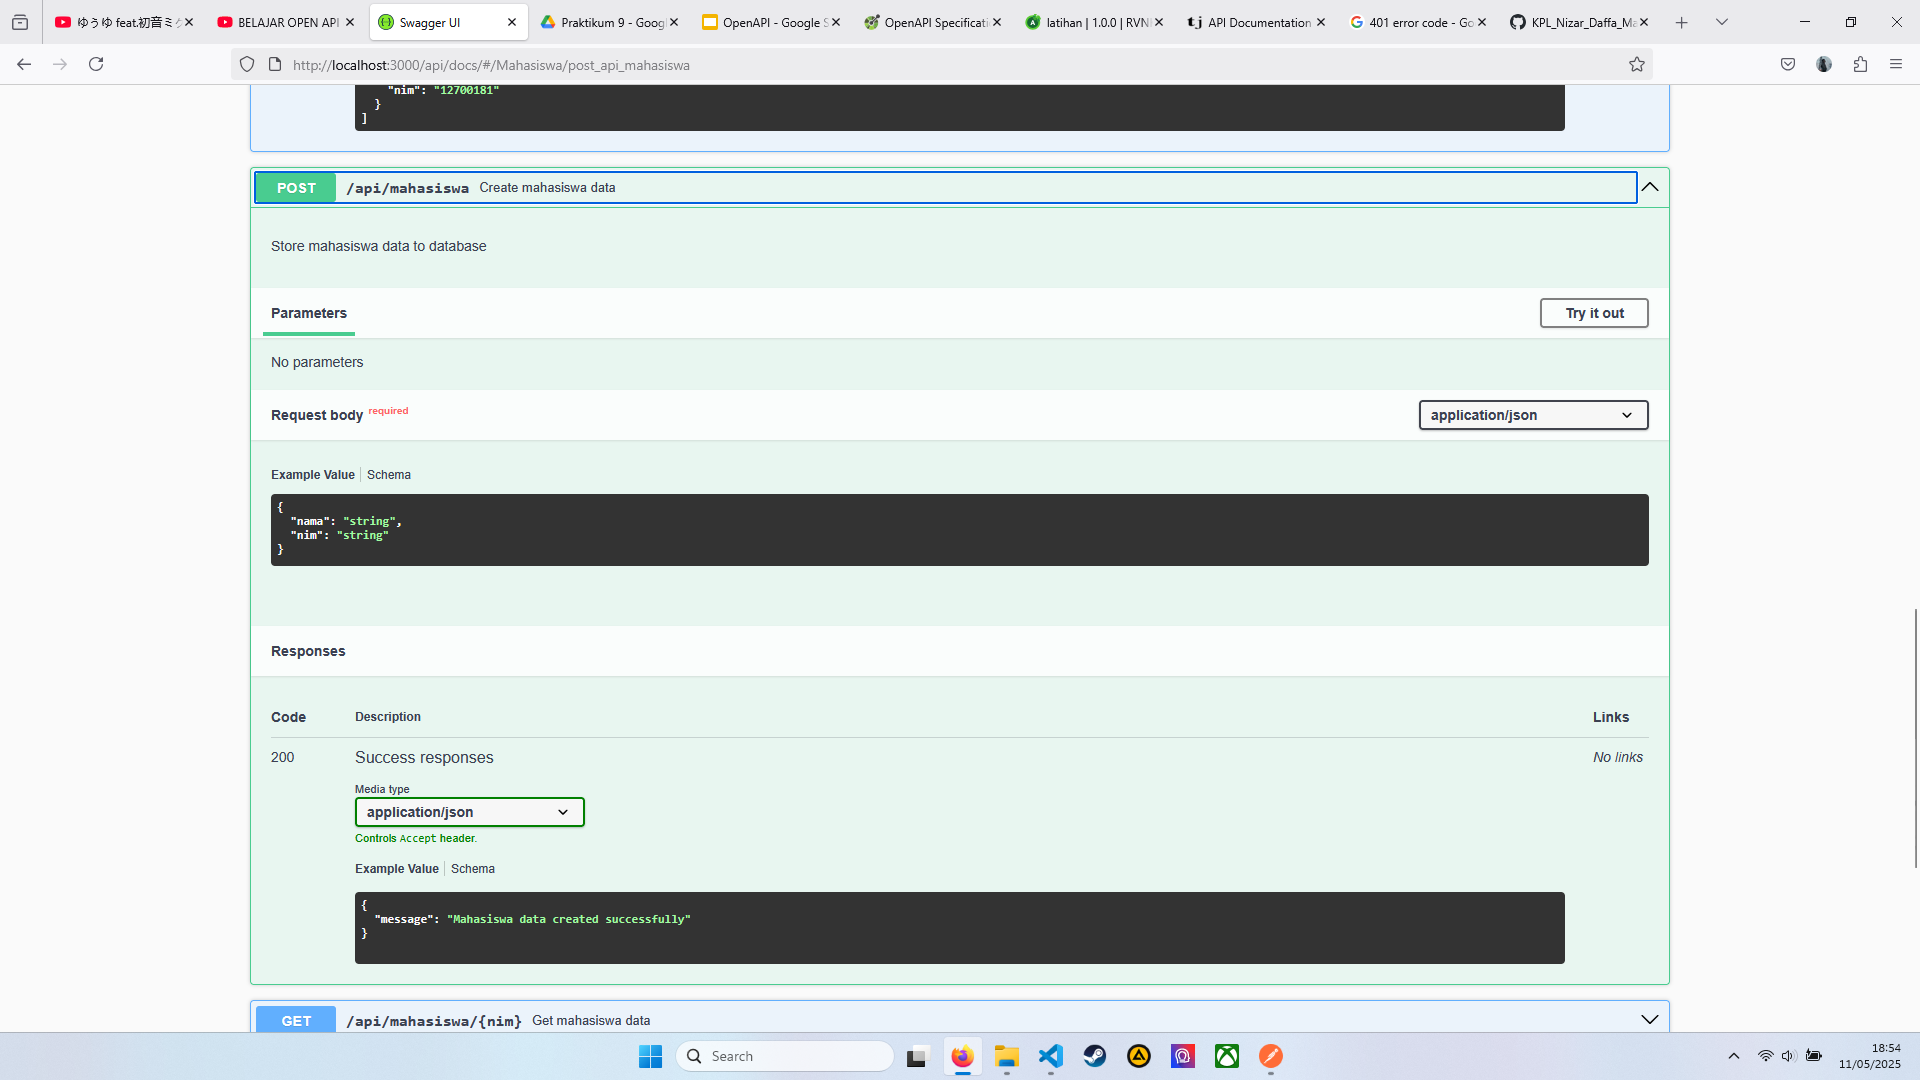 ゆうゆ feat.初音ミク
BELAJAR OPEN API
Swagger UI
Praktikum 9 - Goog
OpenAPI - Google S
OpenAPI Specificati
latihan | 1.0.0 | RVN
API Documentation
401 error code - Go
KPL_Nizar_Daffa_Ma
http://localhost:3000/api/docs/#/Mahasiswa/post_api_mahasiswa
"nim": "12700181"
}
]
POST /api/mahasiswa Create mahasiswa data
Store mahasiswa data to database
Parameters
Try it out
No parameters
Request body required
application/json
Example Value Schema
{
"nama": "string",
"nim": "string"
}
Responses
Code Description Links
200 Success responses No links
Media type
application/json
Controls Accept header.
Example Value Schema
{
"message": "Mahasiswa data created successfully"
}
GET /api/mahasiswa/{nim} Get mahasiswa data
Search
18:54
11/05/2025